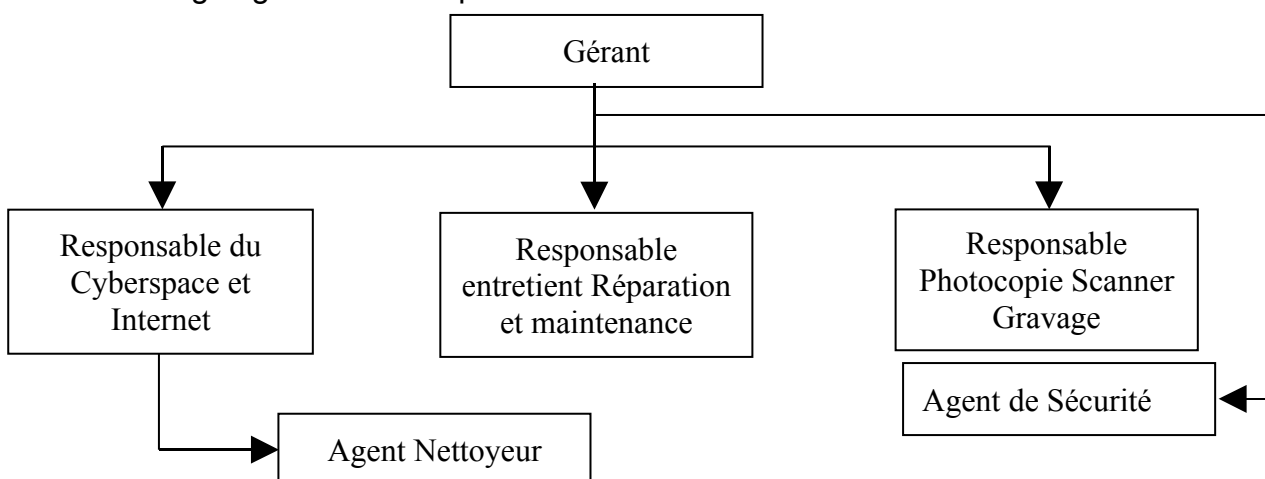 Gérant
Responsable du
Cyberspace et
Internet
Responsable
entretient Réparation
et maintenance
Responsable
Photocopie Scanner
Gravage
Agent de Sécurité
Agent Nettoyeur